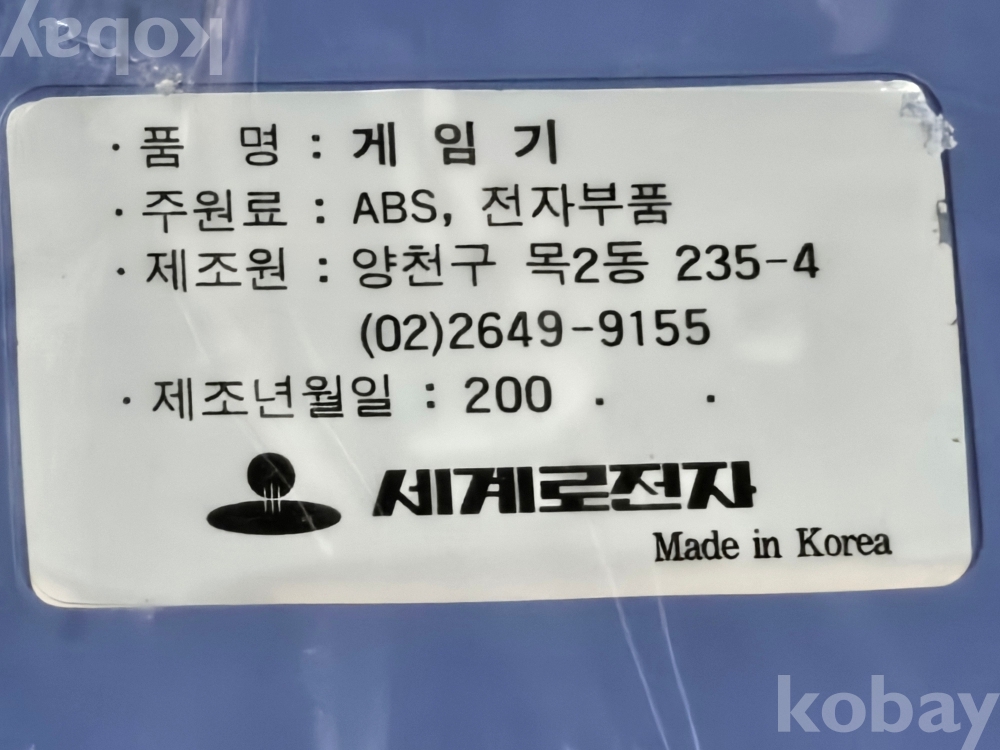 kobay
· 품 명 : 게 임 기
· 주원료 : ABS, 전자부품
· 제조원 : 양천구 목2동 235-4
(02)2649-9155
· 제조년월일 : 200 . .
세계로전자
Made in Korea
kobay